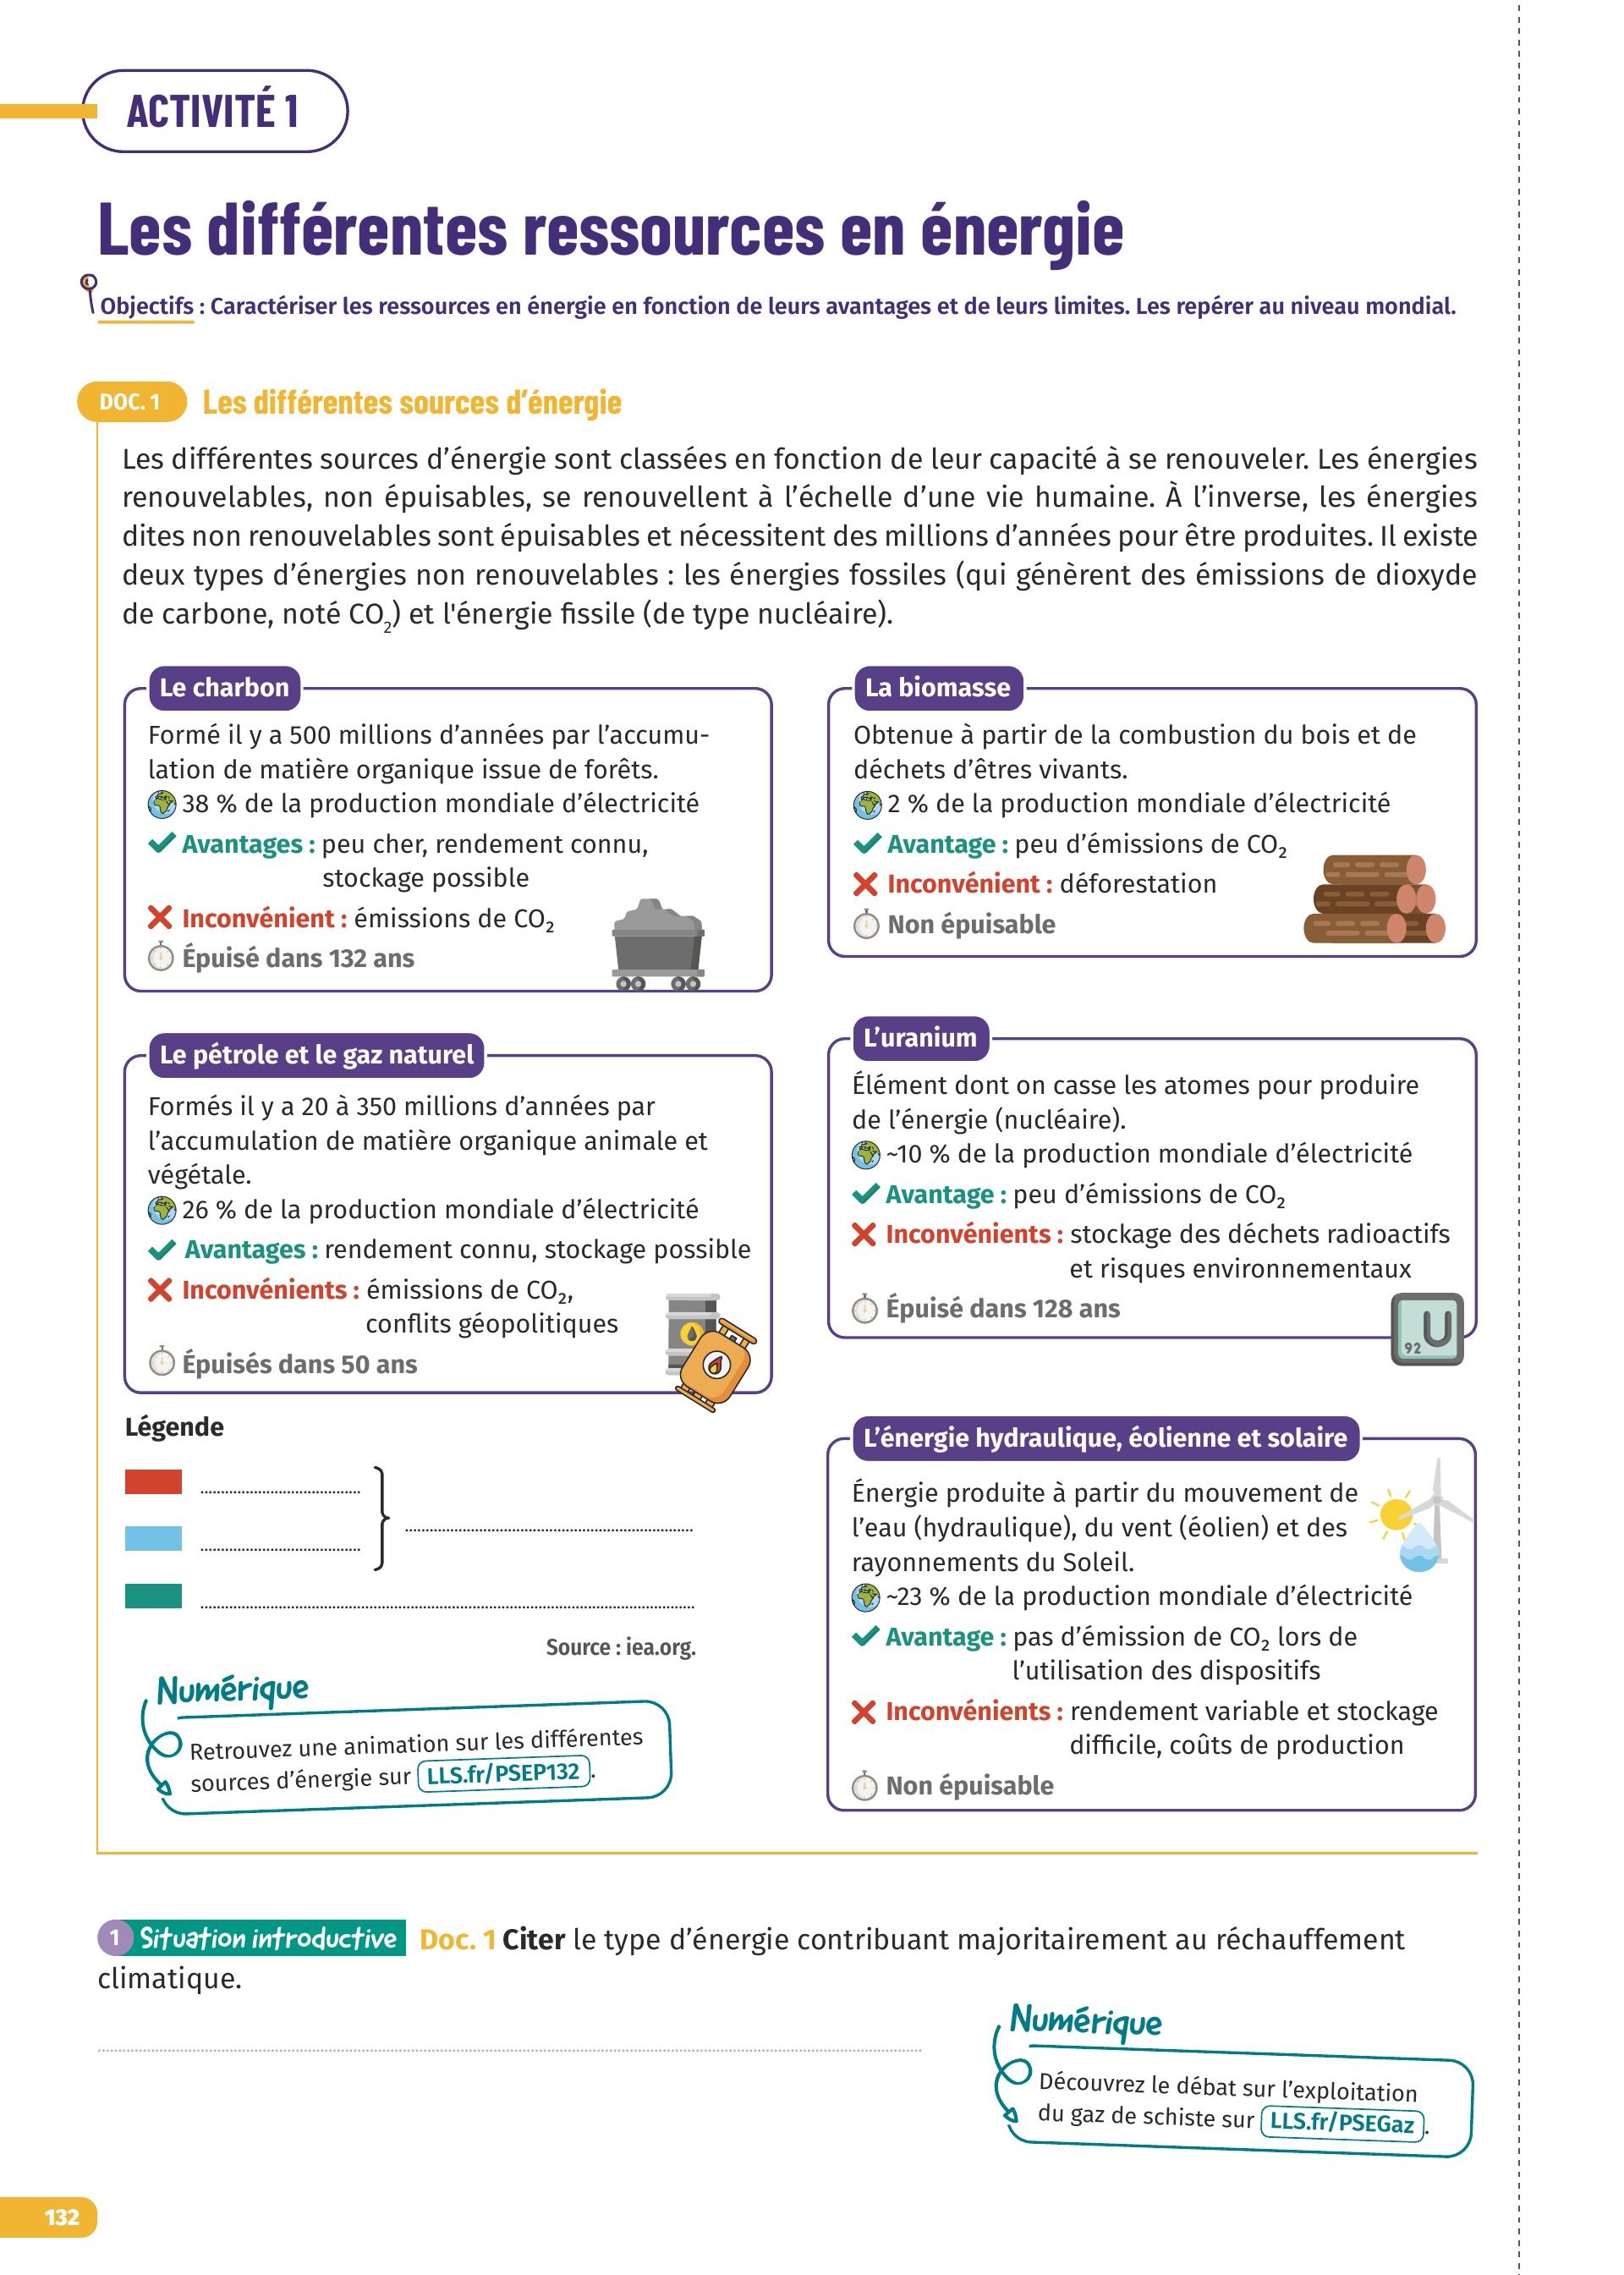 ACTIVITÉ 1
Les différentes ressources en énergie
Objectifs : Caractériser les ressources en énergie en fonction de leurs avantages et de leurs limites. Les repérer au niveau mondial.
DOC. 1 Les différentes sources d’énergie
Les différentes sources d’énergie sont classées en fonction de leur capacité à se renouveler. Les énergies
renouvelables, non épuisables, se renouvellent à l’échelle d’une vie humaine. À l’inverse, les énergies
dites non renouvelables sont épuisables et nécessitent des millions d’années pour être produites. Il existe
deux types d’énergies non renouvelables : les énergies fossiles (qui génèrent des émissions de dioxyde
de carbone, noté CO₂) et l'énergie fissile (de type nucléaire).
Le charbon
Formé il y a 500 millions d’années par l’accumu-
lation de matière organique issue de forêts.
38 % de la production mondiale d’électricité
Avantages : peu cher, rendement connu,
stockage possible
Inconvénient : émissions de CO₂
Épuisé dans 132 ans
Le pétrole et le gaz naturel
Formés il y a 20 à 350 millions d’années par
l’accumulation de matière organique animale et
végétale.
26 % de la production mondiale d’électricité
Avantages : rendement connu, stockage possible
Inconvénients : émissions de CO₂,
conflits géopolitiques
Épuisés dans 50 ans
Légende
Source : iea.org.
Numérique
Retrouvez une animation sur les différentes
sources d’énergie sur LLS.fr/PSEP132.
La biomasse
Obtenue à partir de la combustion du bois et de
déchets d’êtres vivants.
2 % de la production mondiale d’électricité
Avantage : peu d’émissions de CO₂
Inconvénient : déforestation
Non épuisable
L’uranium
Élément dont on casse les atomes pour produire
de l’énergie (nucléaire).
~10 % de la production mondiale d’électricité
Avantage : peu d’émissions de CO₂
Inconvénients : stockage des déchets radioactifs
et risques environnementaux
Épuisé dans 128 ans
U
92
L’énergie hydraulique, éolienne et solaire
Énergie produite à partir du mouvement de
l’eau (hydraulique), du vent (éolien) et des
rayonnements du Soleil.
~23 % de la production mondiale d’électricité
Avantage : pas d’émission de CO₂ lors de
l’utilisation des dispositifs
Inconvénients : rendement variable et stockage
difficile, coûts de production
Non épuisable
1 Situation introductive Doc. 1 Citer le type d’énergie contribuant majoritairement au réchauffement
climatique.
Numérique
Découvrez le débat sur l’exploitation
du gaz de schiste sur LLS.fr/PSEGaz.
132